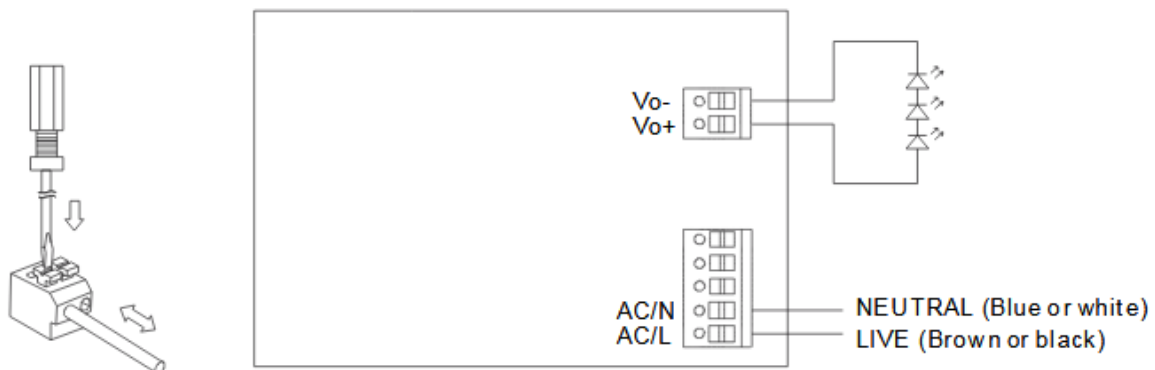 Vo-
Vo+
AC/N
AC/L
NEUTRAL (Blue or white)
LIVE (Brown or black)